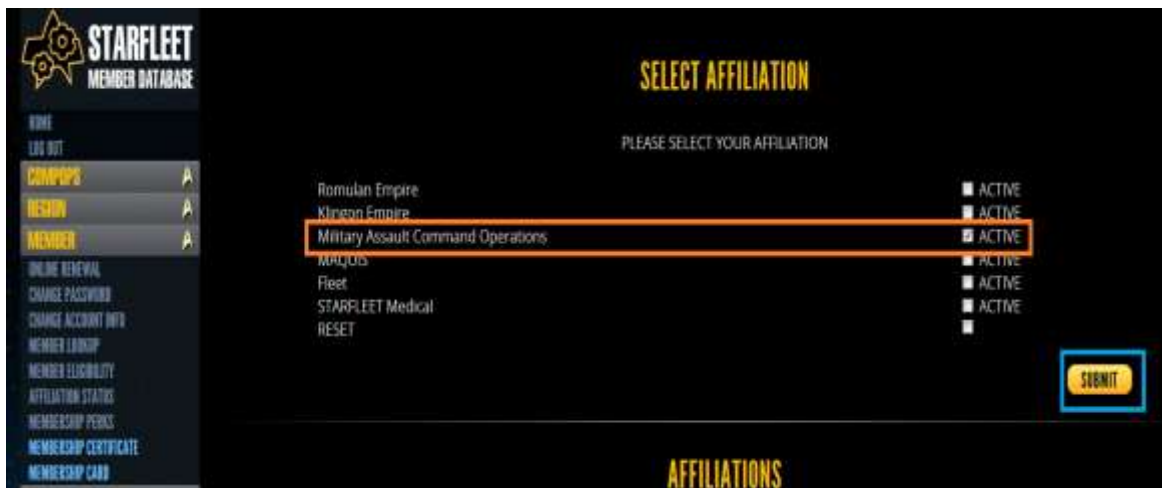 STARFLEET
MEMBER DATABASE
HOME
LOG OUT
COMPOPS
REGION
MEMBER
ONLINE RENEWAL
CHANGE PASSWORD
CHANGE ACCOUNT INFO
MEMBER LOOKUP
MEMBER ELIGIBILITY
AFFILIATION STATUS
MEMBERSHIP PERKS
MEMBERSHIP CERTIFICATE
MEMBERSHIP CARD
SELECT AFFILIATION
PLEASE SELECT YOUR AFFILIATION
Romulan Empire ACTIVE
Klingon Empire ACTIVE
Military Assault Command Operations ACTIVE
MAQUIS ACTIVE
Fleet ACTIVE
STARFLEET Medical ACTIVE
RESET
SUBMIT
AFFILIATIONS